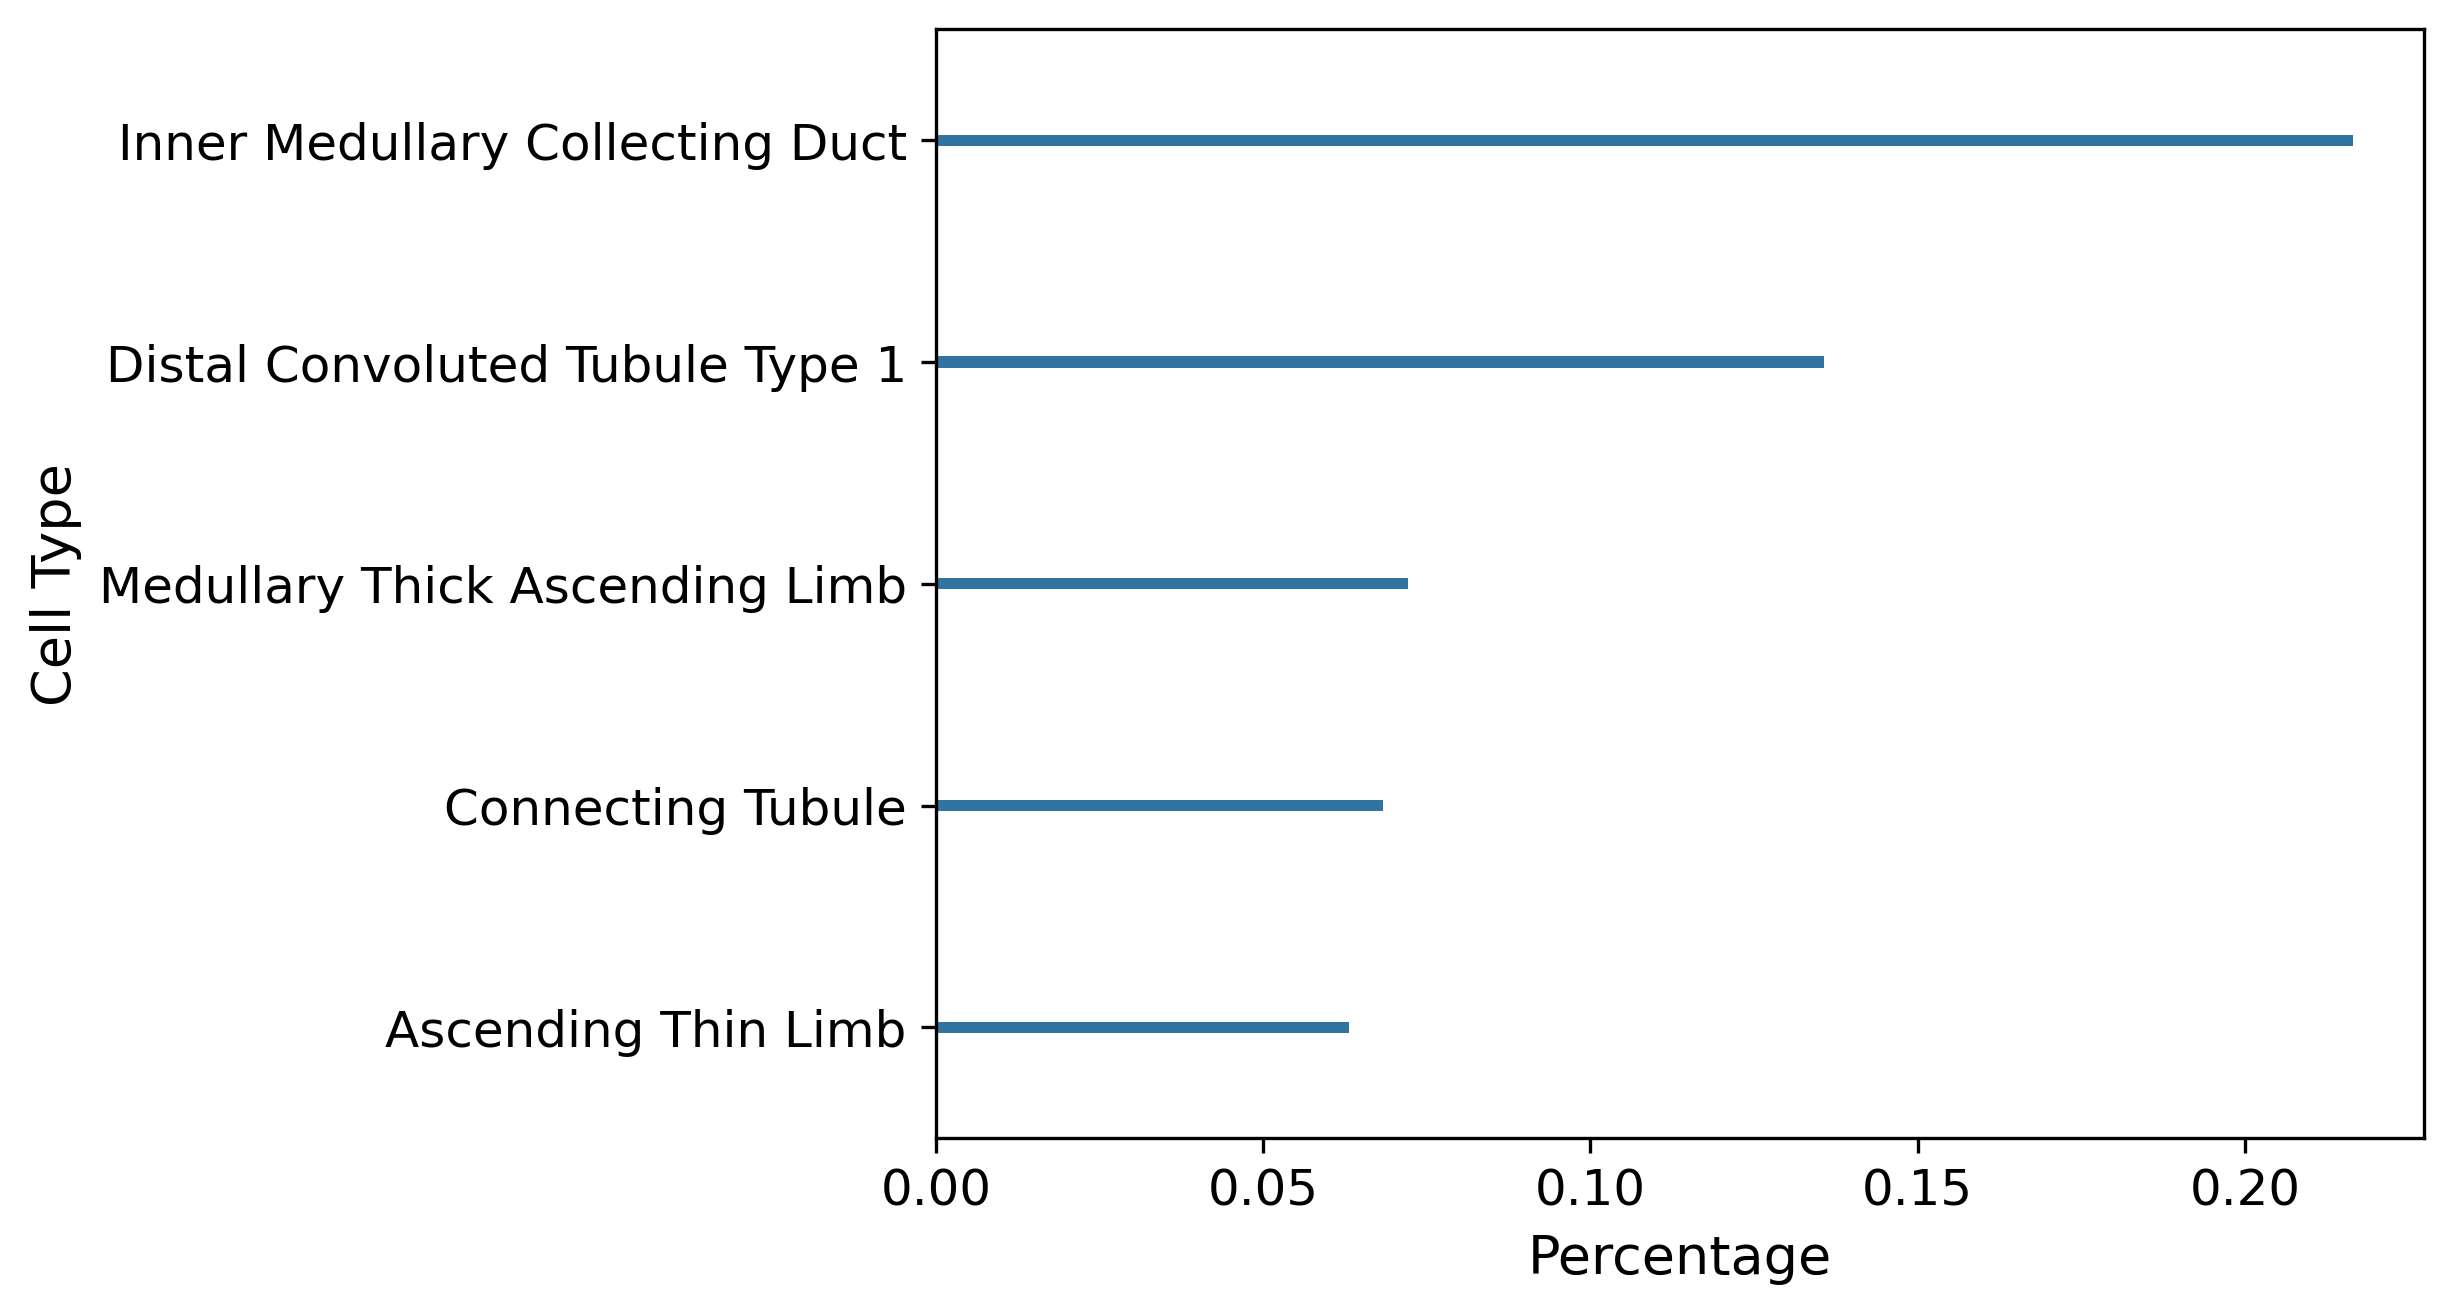 Inner Medullary Collecting Duct
Distal Convoluted Tubule Type 1
Medullary Thick Ascending Limb
Connecting Tubule
Ascending Thin Limb
Cell Type
0.00 0.05 0.10 0.15 0.20
Percentage